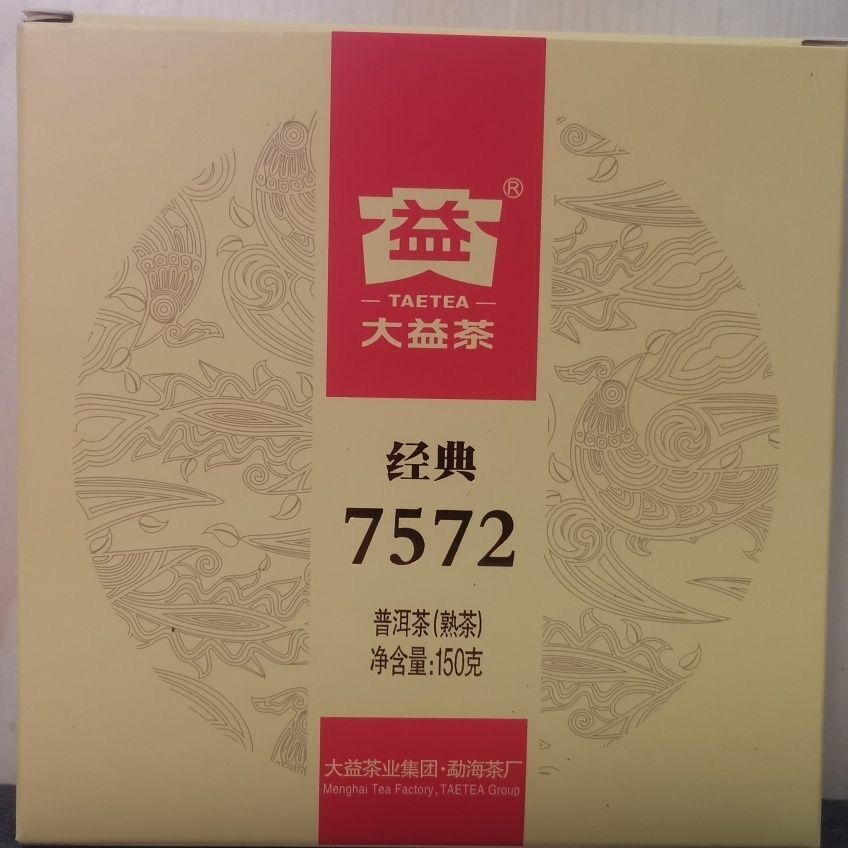 益®
TAETEA
大益茶
经典
7572
普洱茶(熟茶)
净含量:150克
大益茶业集团·勐海茶厂
Menghai Tea Factory, TAETEA Group